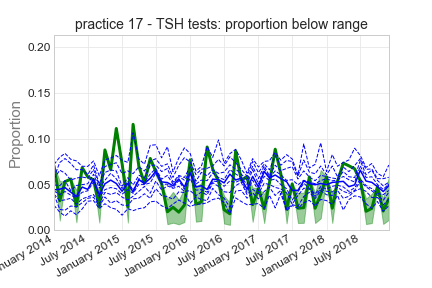 practice 17 - TSH tests: proportion below range
0.20
0.15
0.10
0.05
0.00
Proportion
nuary 2014
July 2014
January 2015
July 2015
January 2016
July 2016
January 2017
July 2017
January 2018
July 2018